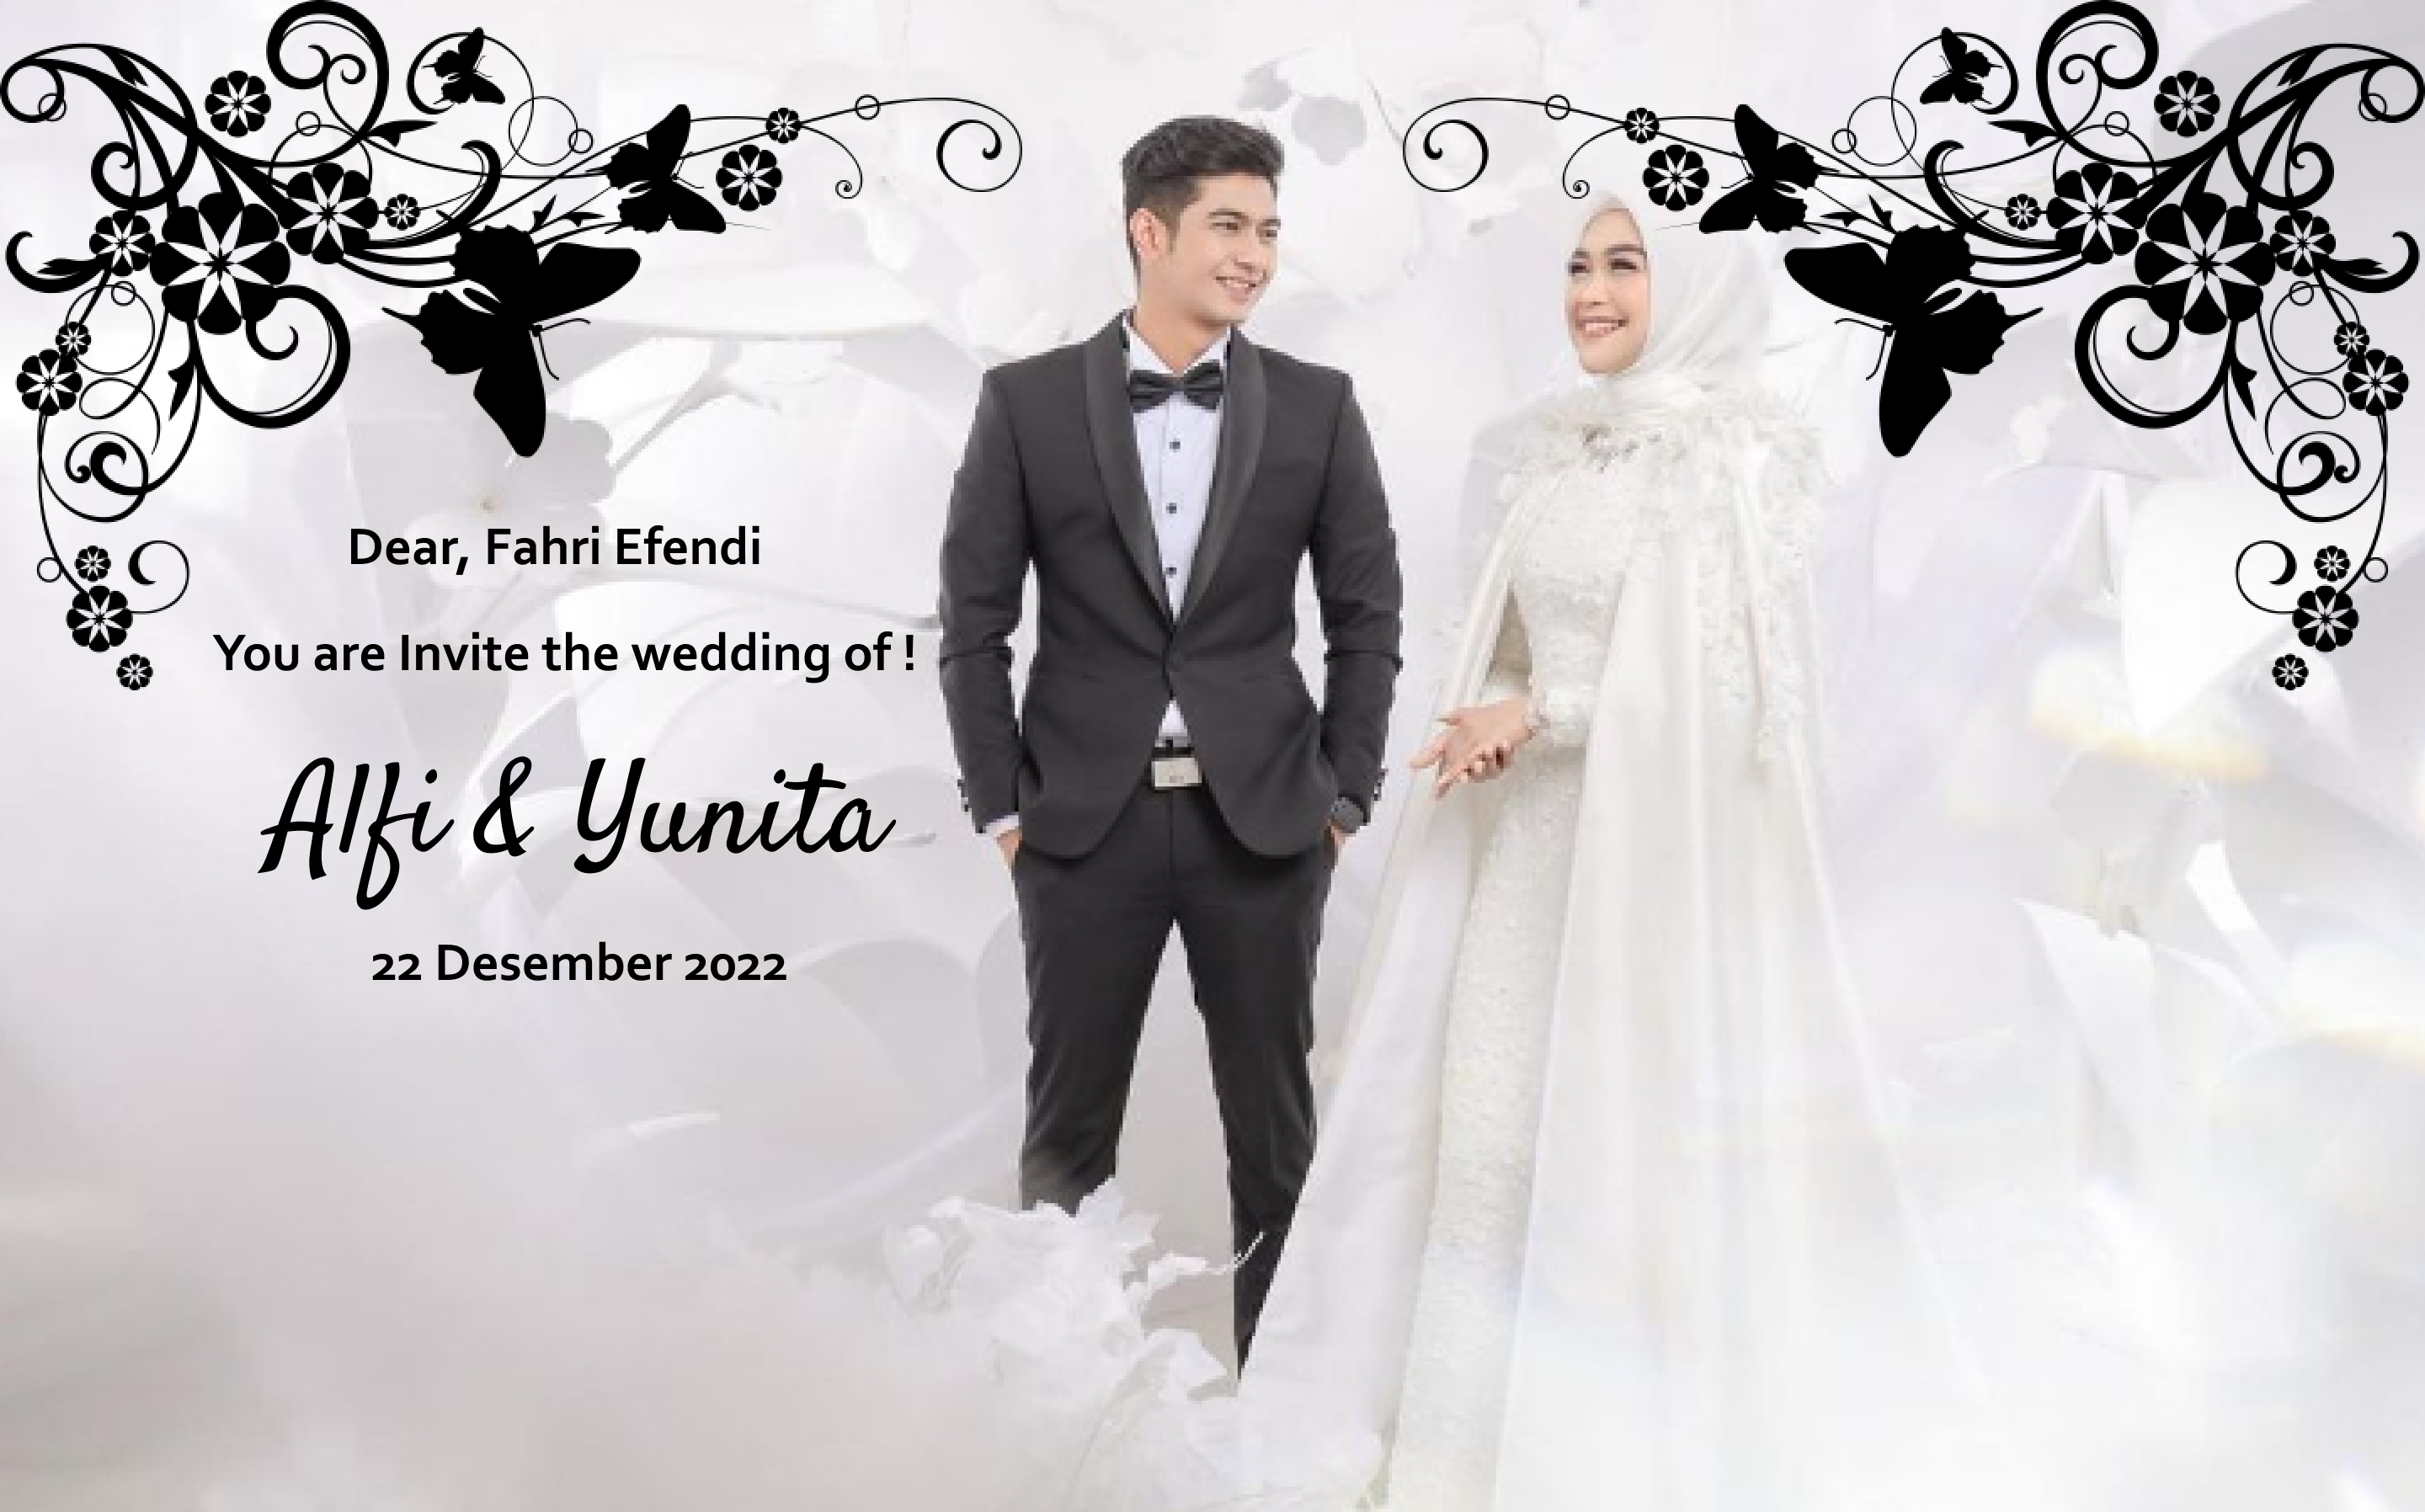 Dear, Fahri Efendi
You are Invite the wedding of !
Alfi & Yunita
22 Desember 2022